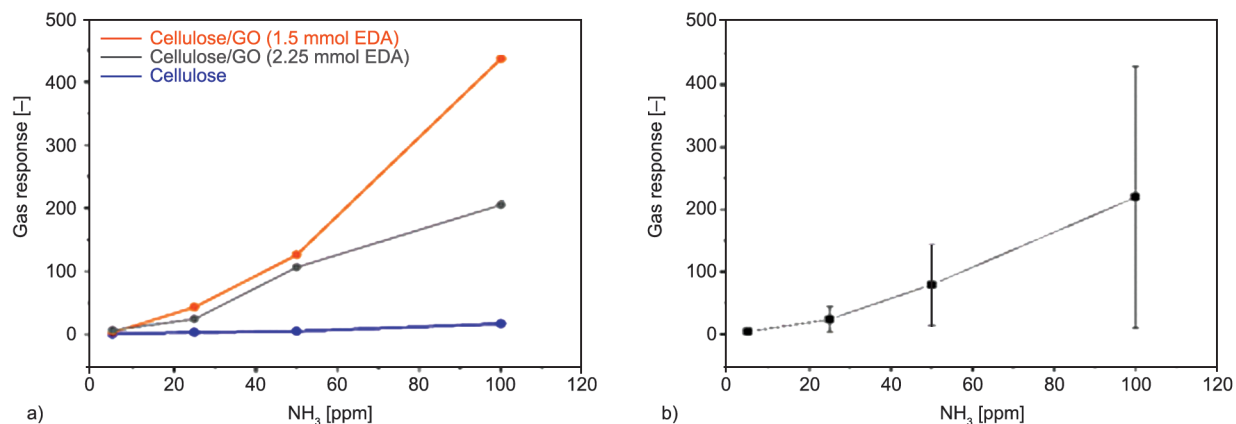 500
400
300
200
100
0
Gas response [–]
Cellulose/GO (1.5 mmol EDA)
Cellulose/GO (2.25 mmol EDA)
Cellulose
0 20 40 60 80 100 120
NH3 [ppm]
a)
500
400
300
200
100
0
Gas response [–]
0 20 40 60 80 100 120
NH3 [ppm]
b)